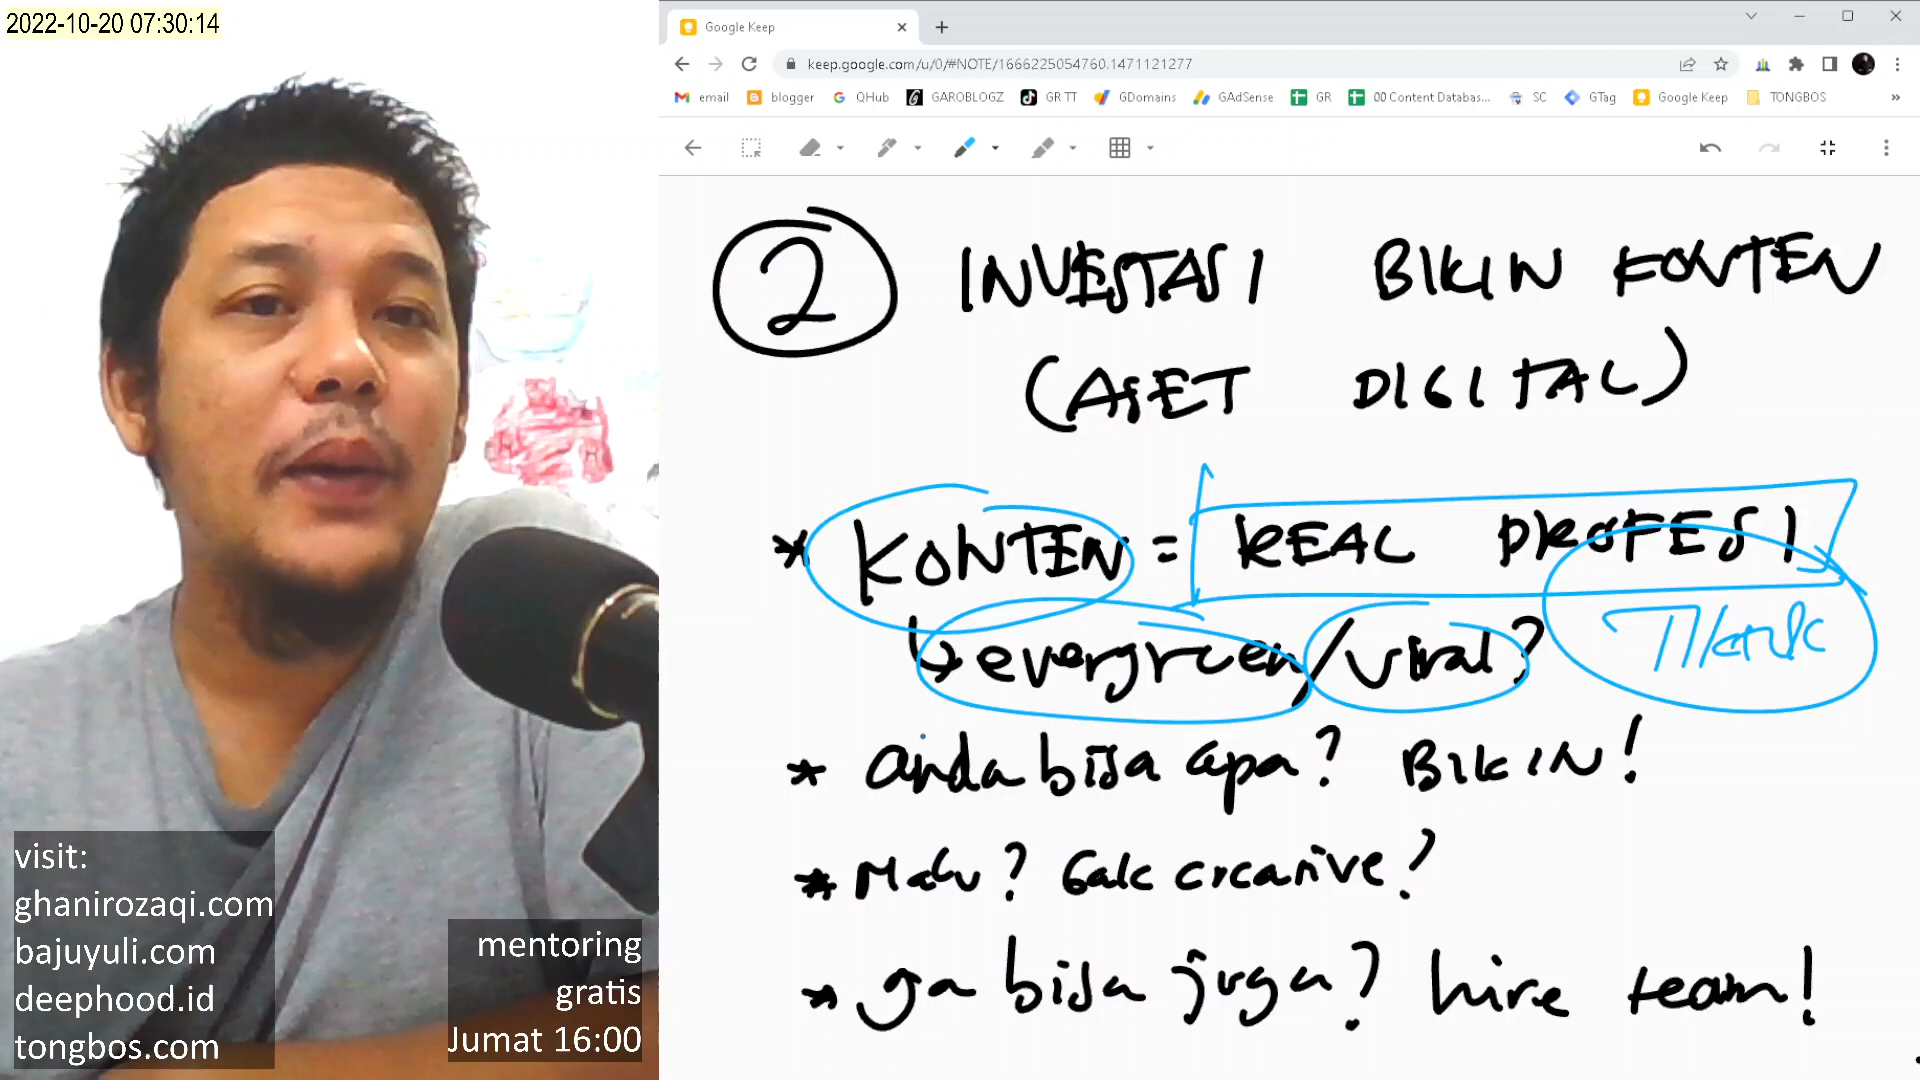 2022-10-20 07:30:14
visit:
ghanirozaqi.com
bajuyuli.com
deephood.id
tongbos.com
mentoring
gratis
Jumat 16:00
Google Keep
keep.google.com/u/0/#NOTE/1666225054760.1471121277
email blogger QHub GAROBLOGZ GR TT GDomains GAdSense GR 00 Content Databas... SC GTag Google Keep TONGBOS »
2 INVESTASI BIKIN KONTEN
(ASET DIGITAL)
* KONTEN = REAL PROFESI
↳ evergreen/viral?
* anda bisa apa? BIKIN!
* Malu? Gak creative?
* ga bisa juga? hire team!